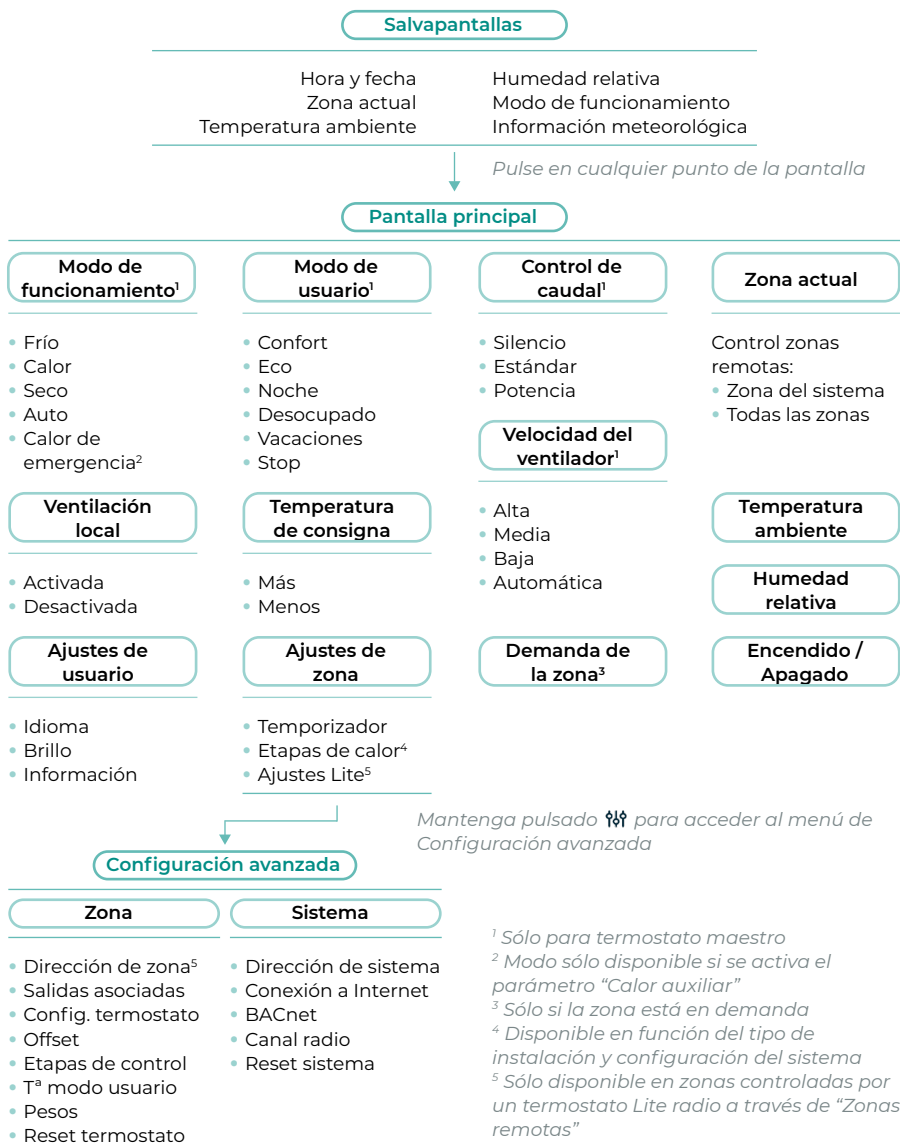 Salvapantallas
Hora y fecha
Zona actual
Temperatura ambiente
Humedad relativa
Modo de funcionamiento
Información meteorológica
Pulse en cualquier punto de la pantalla
Pantalla principal
Modo de
funcionamiento¹
• Frío
• Calor
• Seco
• Auto
• Calor de
emergencia²
Ventilación
local
• Activada
• Desactivada
Ajustes de
usuario
• Idioma
• Brillo
• Información
Modo de
usuario¹
• Confort
• Eco
• Noche
• Desocupado
• Vacaciones
• Stop
Temperatura
de consigna
• Más
• Menos
Ajustes de
zona
• Temporizador
• Etapas de calor⁴
• Ajustes Lite⁵
Control de
caudal¹
• Silencio
• Estándar
• Potencia
Velocidad del
ventilador¹
• Alta
• Media
• Baja
• Automática
Demanda de
la zona³
Zona actual
Control zonas
remotas:
• Zona del sistema
• Todas las zonas
Temperatura
ambiente
Humedad
relativa
Encendido /
Apagado
Mantenga pulsado para acceder al menú de
Configuración avanzada
Configuración avanzada
Zona
• Dirección de zona⁵
• Salidas asociadas
• Config. termostato
• Offset
• Etapas de control
• Tª modo usuario
• Pesos
• Reset termostato
Sistema
• Dirección de sistema
• Conexión a Internet
• BACnet
• Canal radio
• Reset sistema
¹ Sólo para termostato maestro
² Modo sólo disponible si se activa el
parámetro “Calor auxiliar”
³ Sólo si la zona está en demanda
⁴ Disponible en función del tipo de
instalación y configuración del sistema
⁵ Sólo disponible en zonas controladas por
un termostato Lite radio a través de “Zonas
remotas”